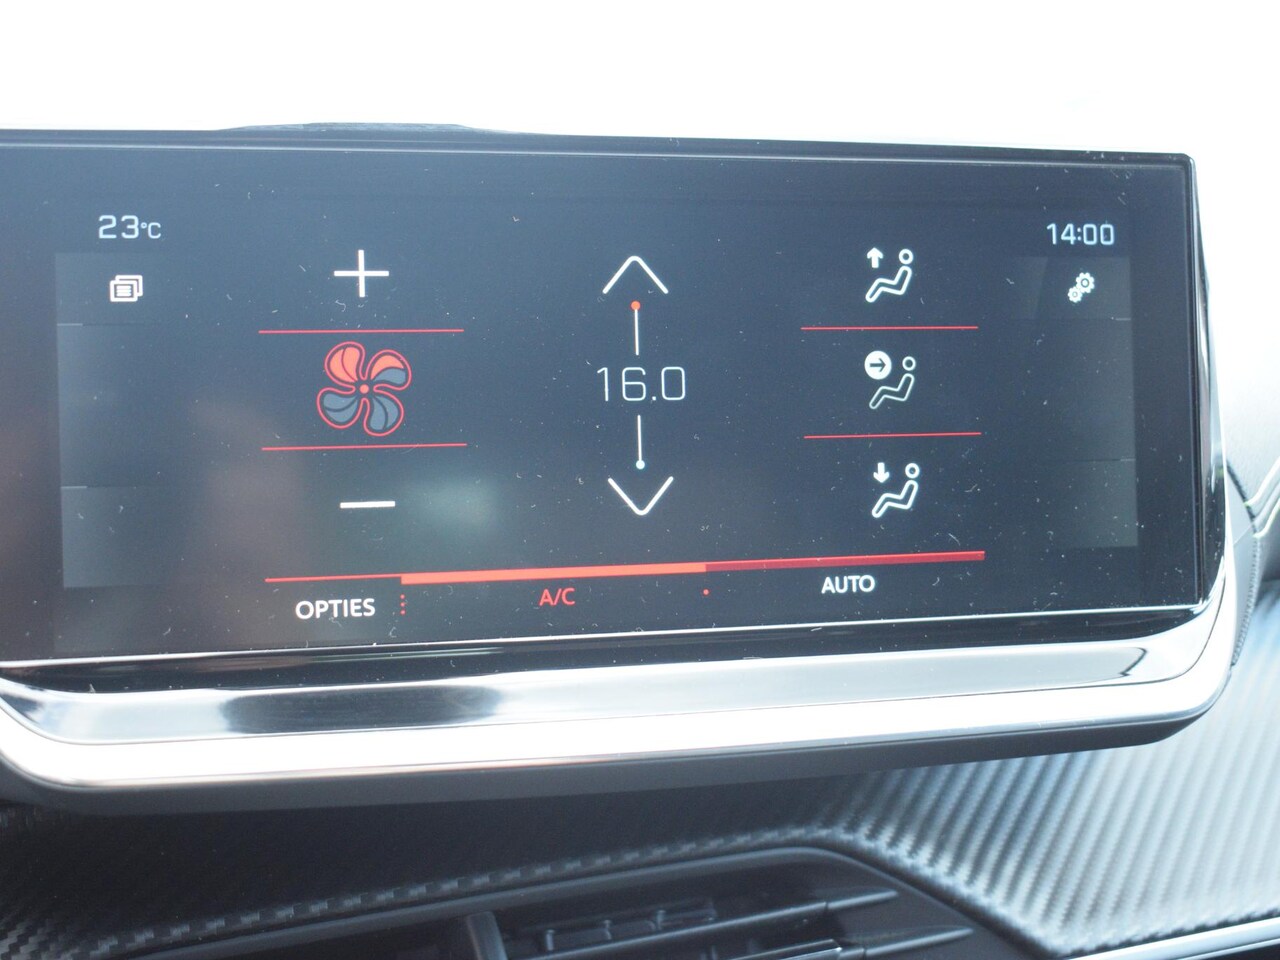 23°C
14:00
16.0
OPTIES
A/C
AUTO